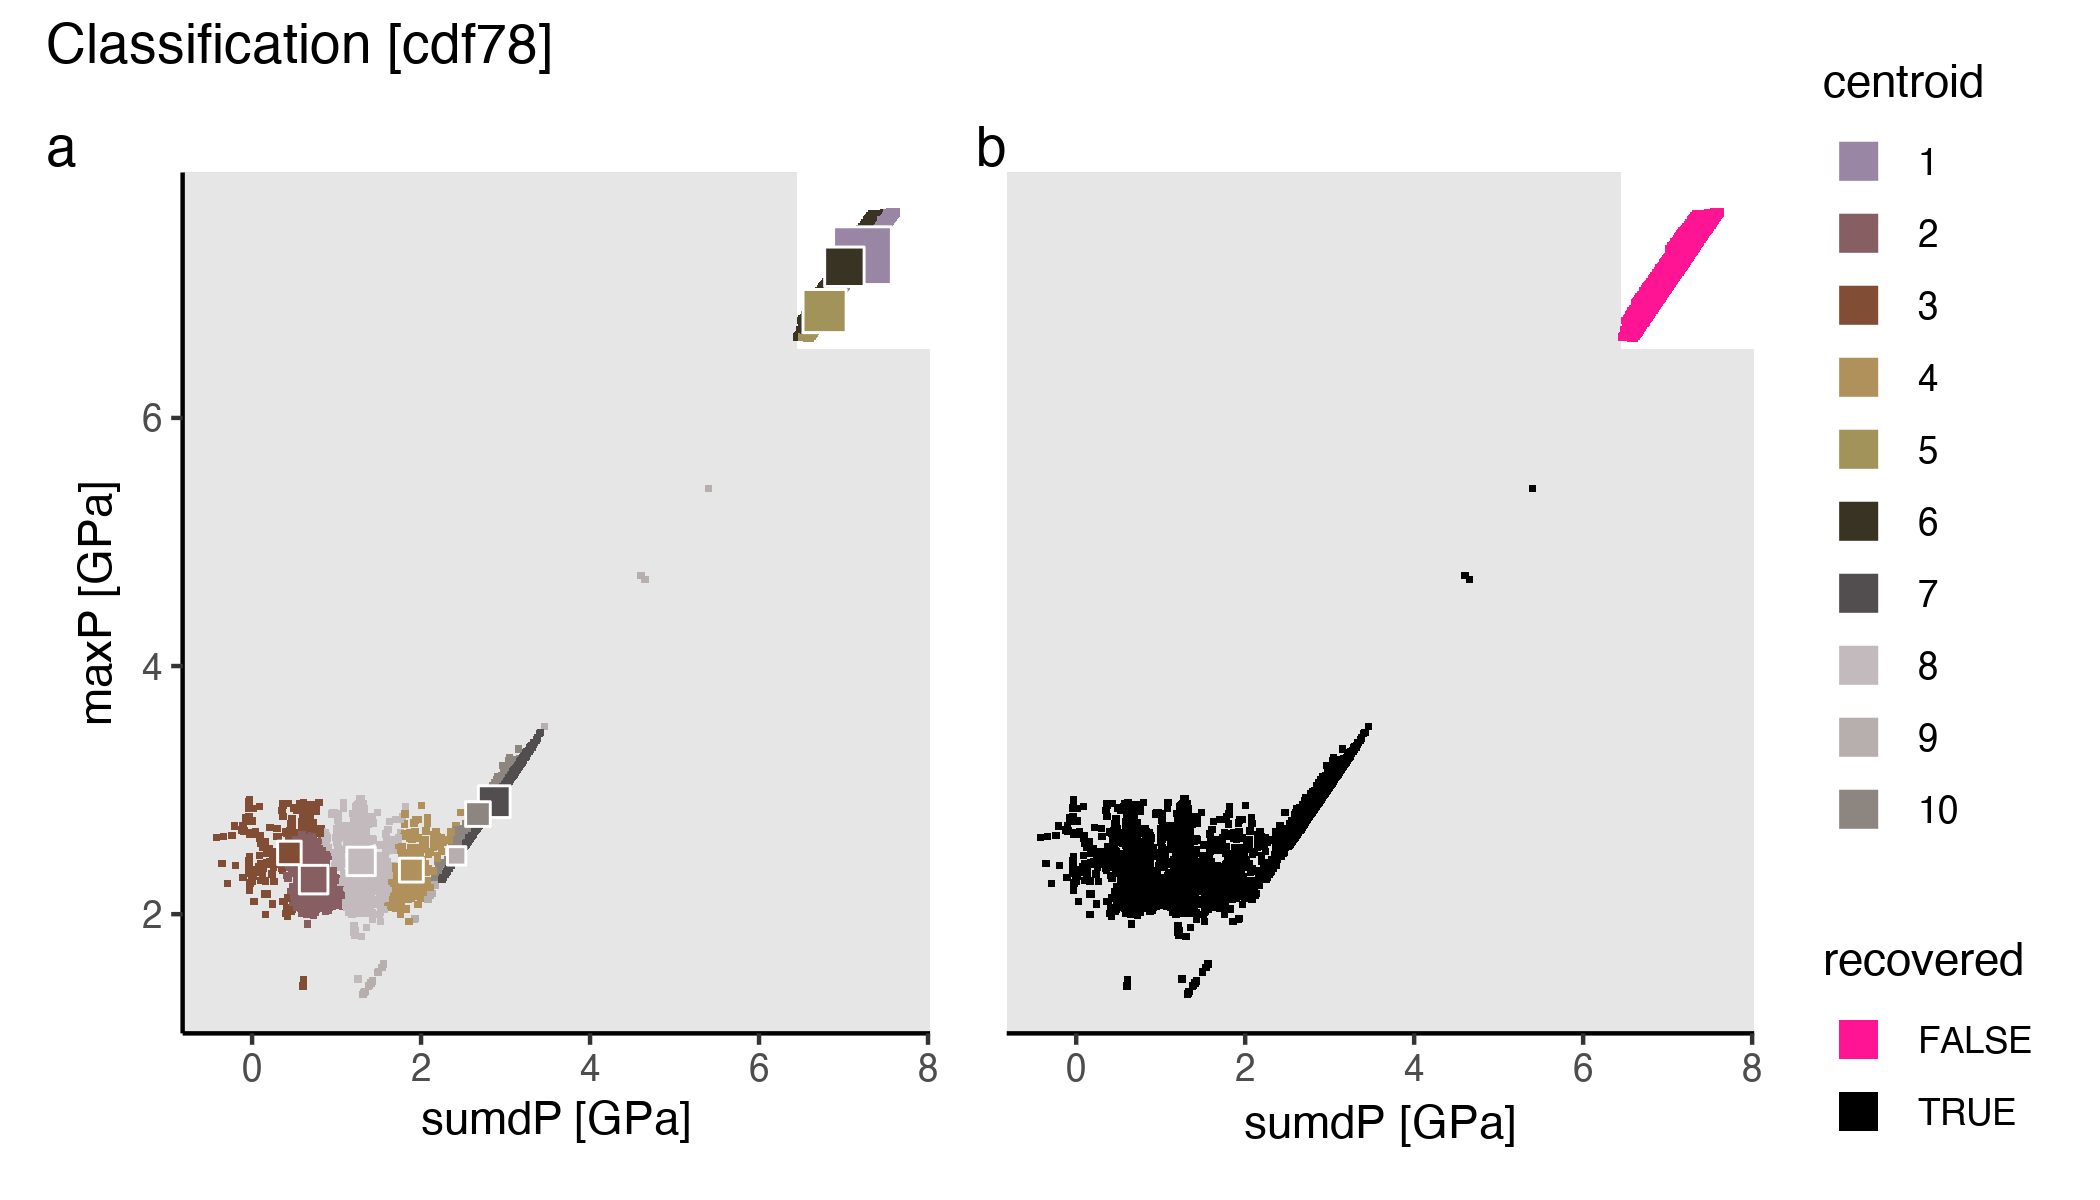 Classification [cdf78]
a
b
maxP [GPa]
6
4
2
0 2 4 6 8
sumdP [GPa]
0 2 4 6 8
sumdP [GPa]
centroid
1
2
3
4
5
6
7
8
9
10
recovered
FALSE
TRUE